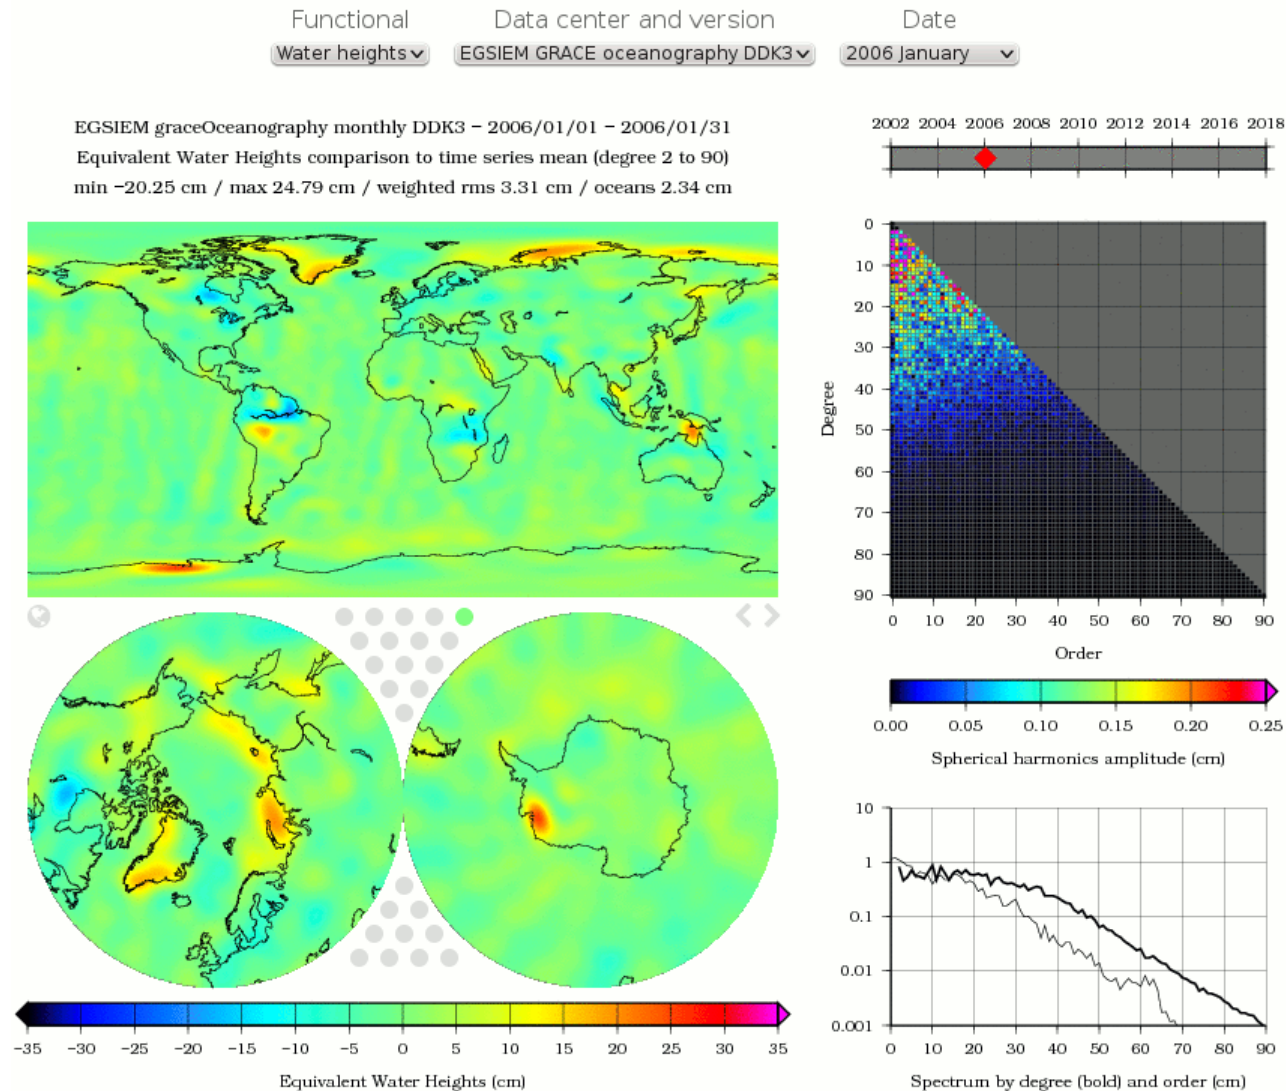 Functional Data center and version Date
Water heights EGSIEM GRACE oceanography DDK3 2006 January
EGSIEM graceOceanography monthly DDK3 − 2006/01/01 − 2006/01/31
Equivalent Water Heights comparison to time series mean (degree 2 to 90)
min −20.25 cm / max 24.79 cm / weighted rms 3.31 cm / oceans 2.34 cm
2002 2004 2006 2008 2010 2012 2014 2016 2018
0
10
20
30
40
50
60
70
80
90
Degree
0 10 20 30 40 50 60 70 80 90
Order
0.00 0.05 0.10 0.15 0.20 0.25
Spherical harmonics amplitude (cm)
10
1
0.1
0.01
0.001
0 10 20 30 40 50 60 70 80 90
Spectrum by degree (bold) and order (cm)
−35 −30 −25 −20 −15 −10 −5 0 5 10 15 20 25 30 35
Equivalent Water Heights (cm)